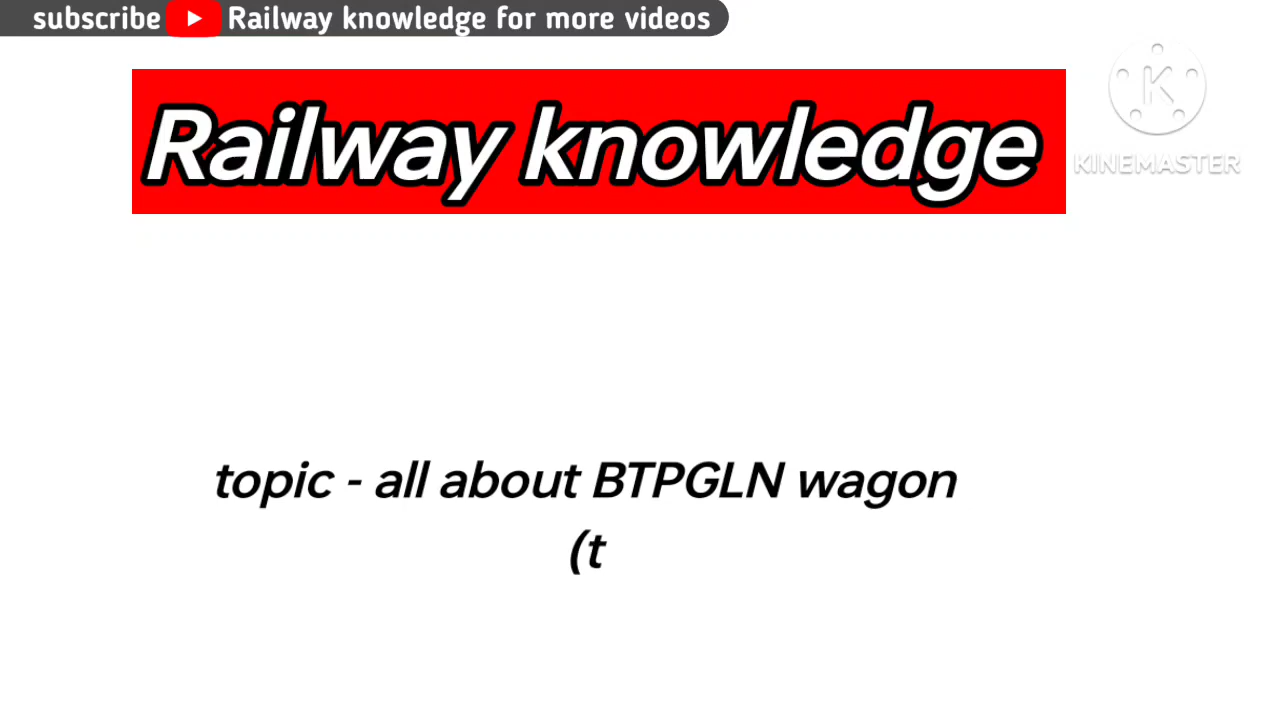 subscribe Railway knowledge for more videos
Railway knowledge
KINEMASTER
topic - all about BTPGLN wagon
(t